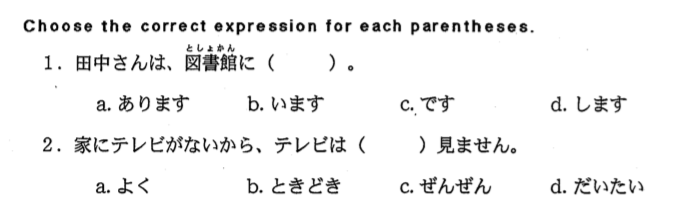 Choose the correct expression for each parentheses.
としょかん
1. 田中さんは、図書館に (　　　) 。
a. あります　b. います　c. です　d. します
2. 家にテレビがないから、テレビは (　　　) 見ません。
a. よく　b. ときどき　c. ぜんぜん　d. だいたい